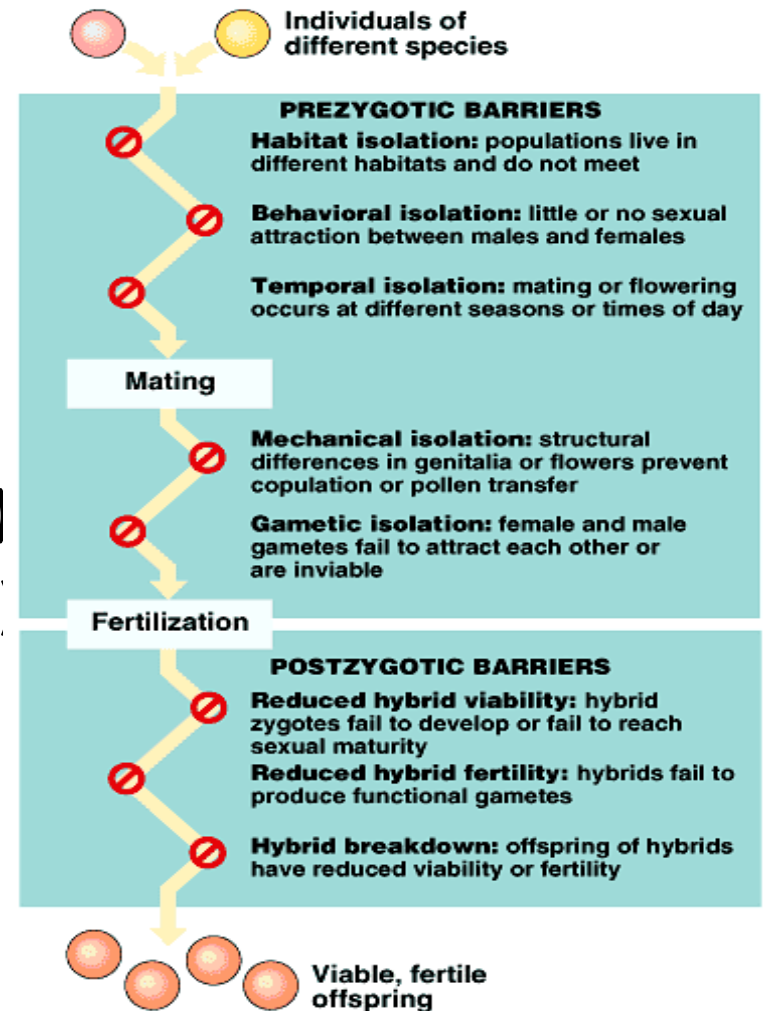 Individuals of
different species
PREZYGOTIC BARRIERS
Habitat isolation: populations live in
different habitats and do not meet
Behavioral isolation: little or no sexual
attraction between males and females
Temporal isolation: mating or flowering
occurs at different seasons or times of day
Mating
Mechanical isolation: structural
differences in genitalia or flowers prevent
copulation or pollen transfer
Gametic isolation: female and male
gametes fail to attract each other or
are inviable
Fertilization
POSTZYGOTIC BARRIERS
Reduced hybrid viability: hybrid
zygotes fail to develop or fail to reach
sexual maturity
Reduced hybrid fertility: hybrids fail to
produce functional gametes
Hybrid breakdown: offspring of hybrids
have reduced viability or fertility
Viable, fertile
offspring